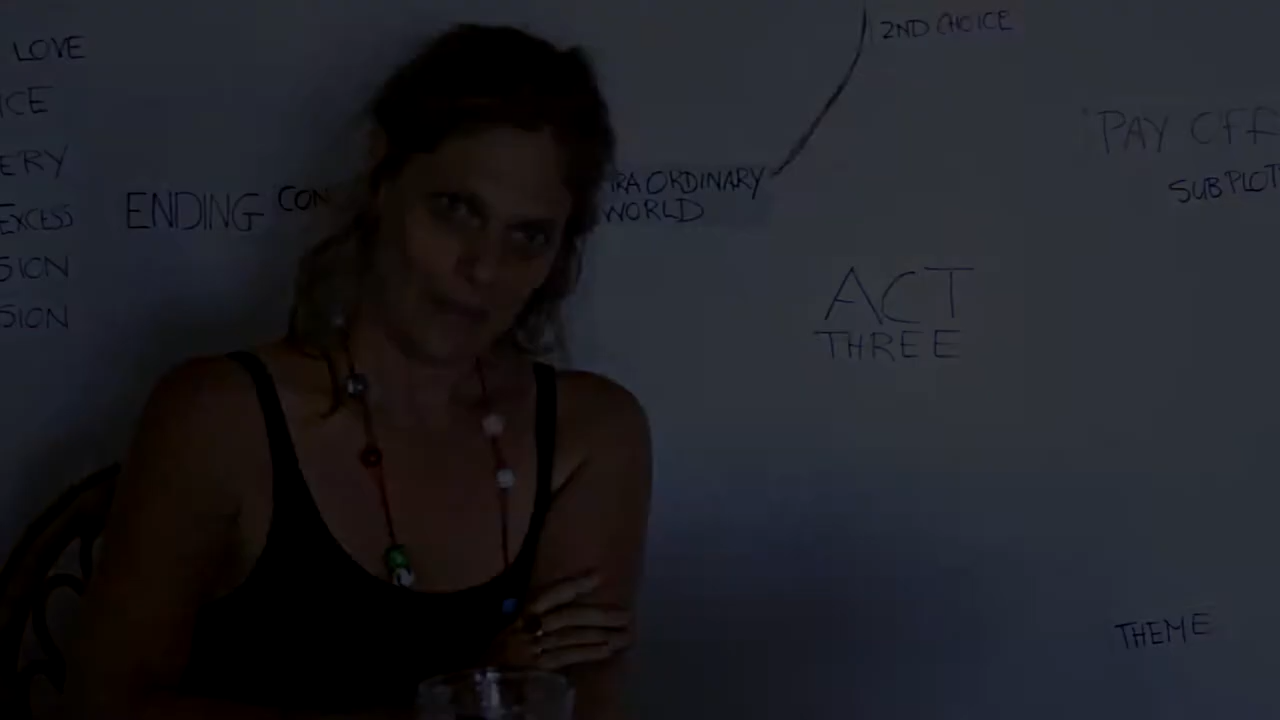 LOVE
ICE
ERY
EXCESS
SION
SION
ENDING
CON
RAORDINARY
WORLD
2ND CHOICE
ACT
THREE
PAY OFF
SUBPLOT
THEME